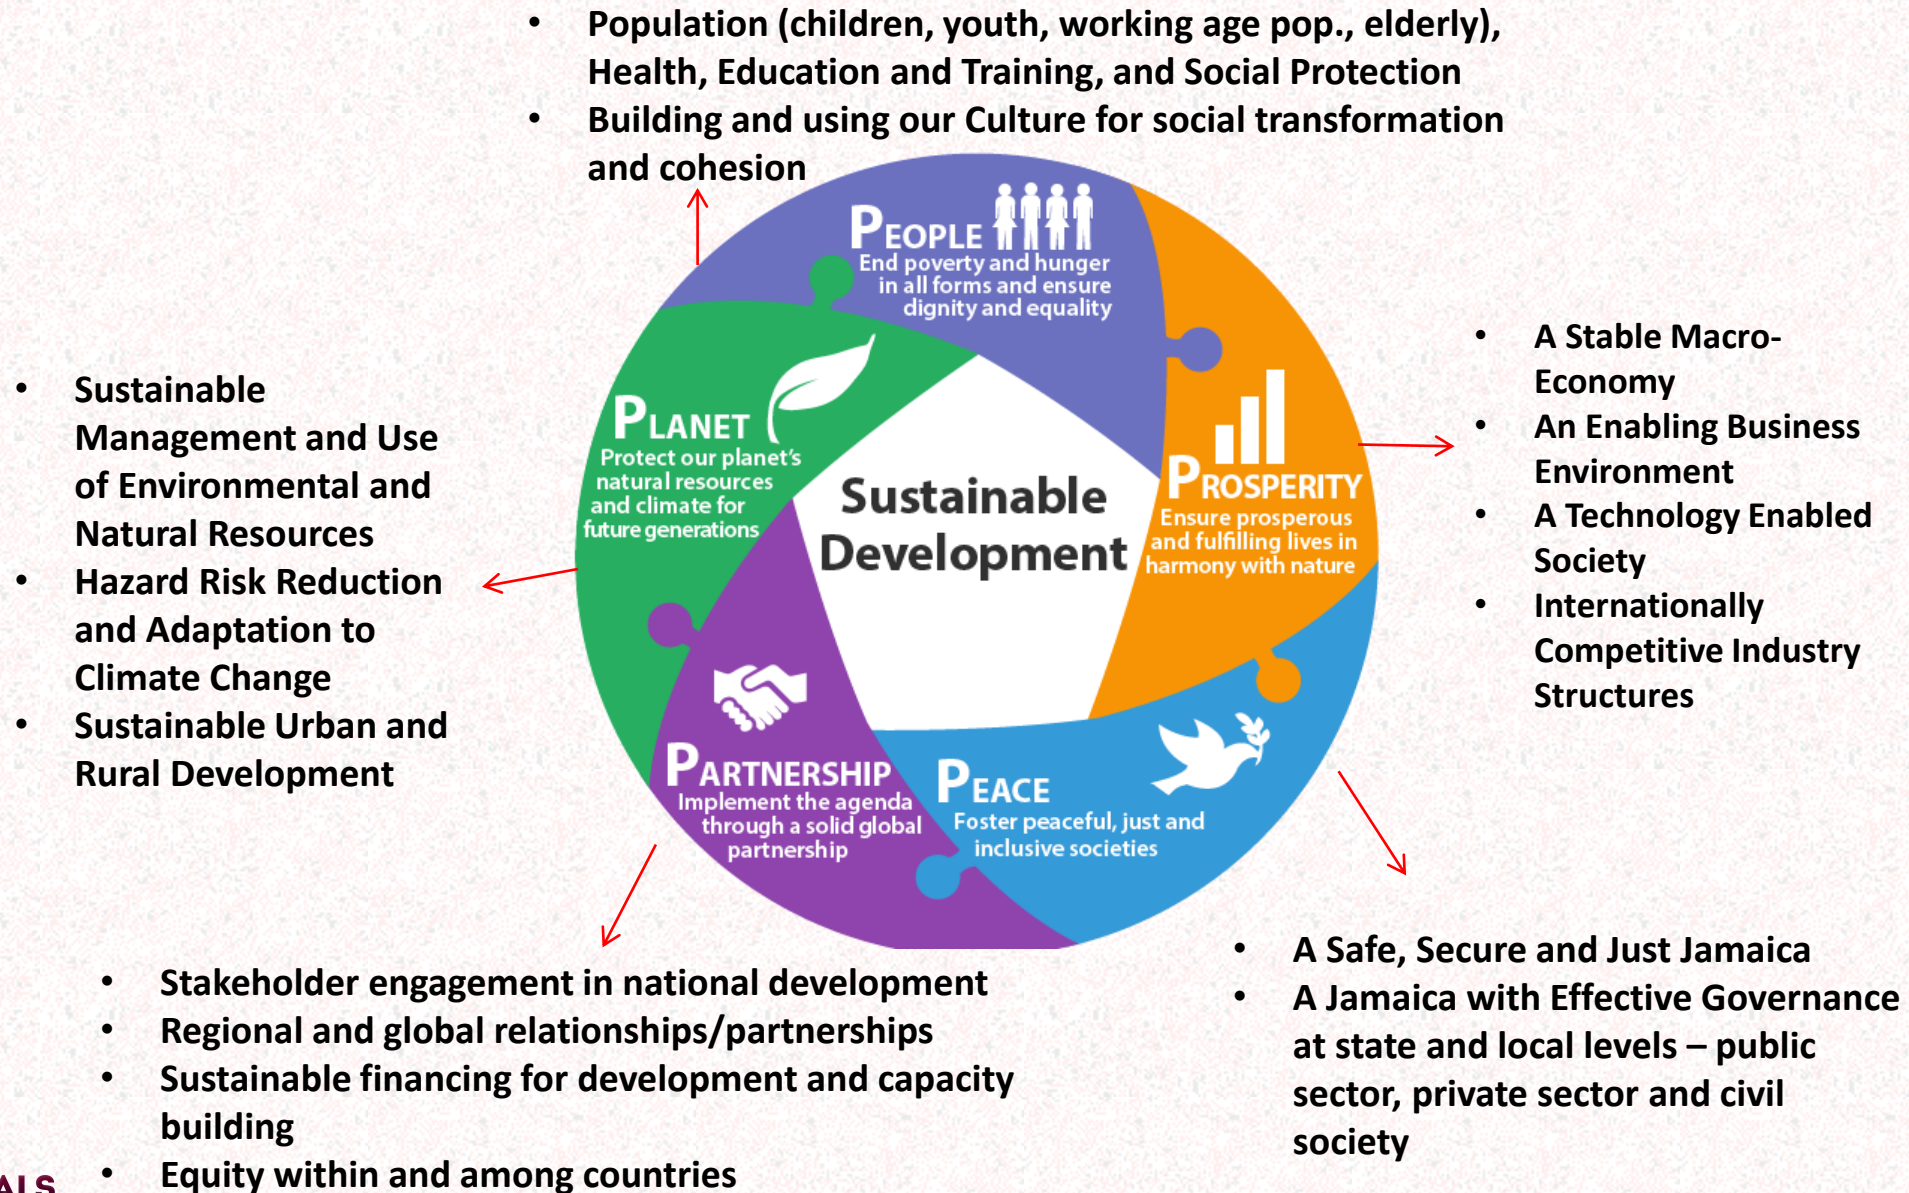 • Population (children, youth, working age pop., elderly),
Health, Education and Training, and Social Protection
• Building and using our Culture for social transformation
and cohesion
PEOPLE
End poverty and hunger
in all forms and ensure
dignity and equality
PLANET
Protect our planet's
natural resources
and climate for
future generations
Sustainable
Development
PROSPERITY
Ensure prosperous
and fulfilling lives in
harmony with nature
PARTNERSHIP
Implement the agenda
through a solid global
partnership
PEACE
Foster peaceful, just and
inclusive societies
• Sustainable
Management and Use
of Environmental and
Natural Resources
• Hazard Risk Reduction
and Adaptation to
Climate Change
• Sustainable Urban and
Rural Development
• A Stable Macro-
Economy
• An Enabling Business
Environment
• A Technology Enabled
Society
• Internationally
Competitive Industry
Structures
• Stakeholder engagement in national development
• Regional and global relationships/partnerships
• Sustainable financing for development and capacity
building
• Equity within and among countries
• A Safe, Secure and Just Jamaica
• A Jamaica with Effective Governance
at state and local levels – public
sector, private sector and civil
society